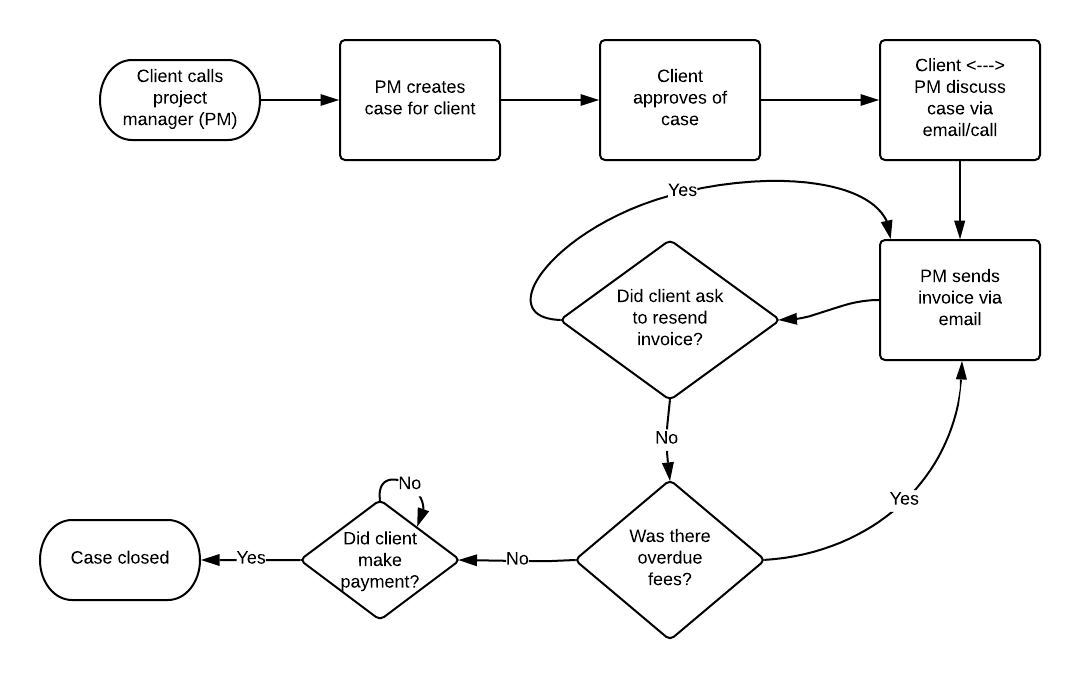 Client calls
project
manager (PM)
PM creates
case for client
Client
approves of
case
Client <--->
PM discuss
case via
email/call
Yes
Did client ask
to resend
invoice?
PM sends
invoice via
email
No
Yes
No
Was there
overdue
fees?
No
Did client
make
payment?
Yes
Case closed